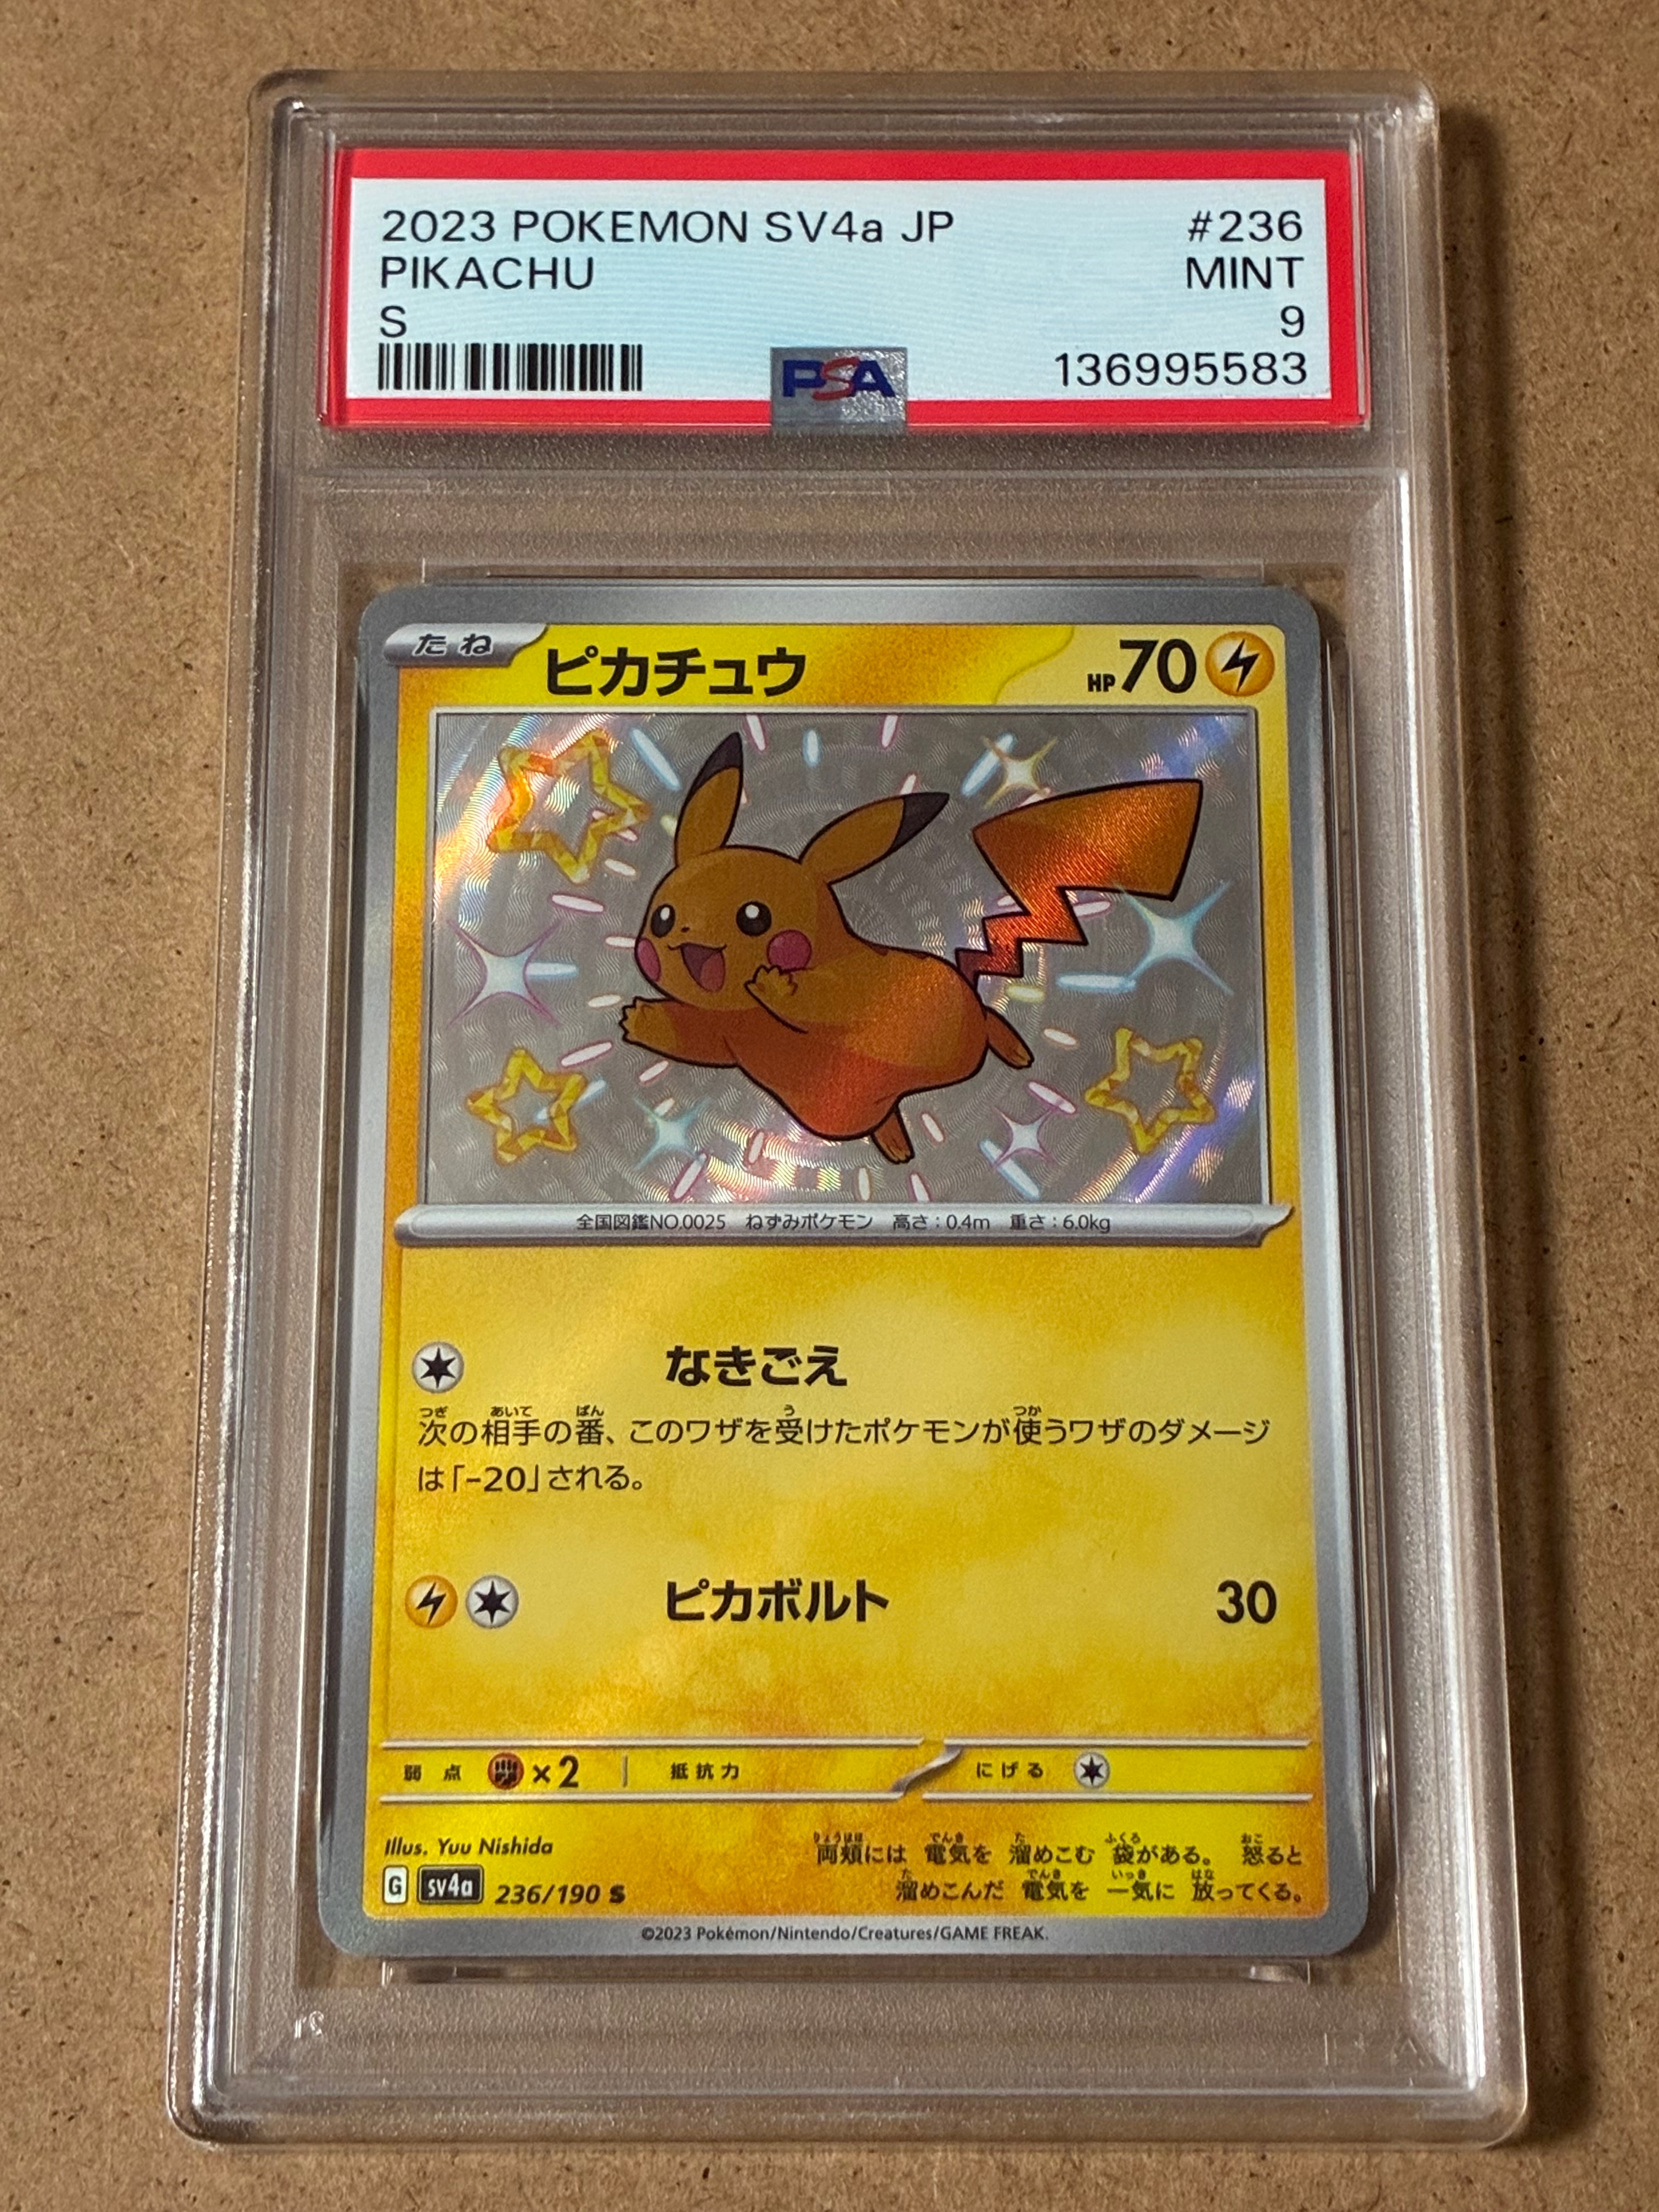 2023 POKEMON SV4a JP #236
PIKACHU MINT
S 9
PSA 136995583
たね ピカチュウ HP70
全国図鑑NO.0025 ねずみポケモン 高さ:0.4m 重さ:6.0kg
なきごえ
次の相手の番、このワザを受けたポケモンが使うワザのダメージ
は「-20」される。
ピカボルト 30
弱点 ×2 抵抗力 にげる
Illus. Yuu Nishida
両頬には 電気を 溜めこむ 袋がある。 怒ると
溜めこんだ 電気を 一気に 放ってくる。
G sv4a 236/190 S
©2023 Pokémon/Nintendo/Creatures/GAME FREAK.